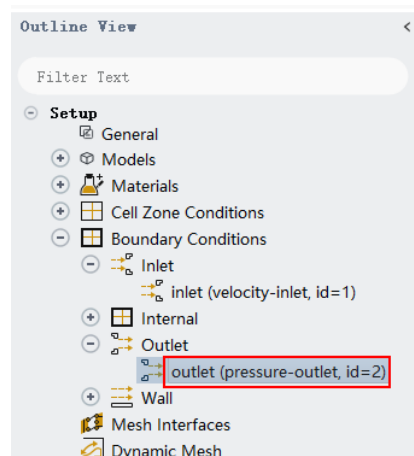 Outline View
<
Filter Text
Setup
General
Models
Materials
Cell Zone Conditions
Boundary Conditions
Inlet
inlet (velocity-inlet, id=1)
Internal
Outlet
outlet (pressure-outlet, id=2)
Wall
Mesh Interfaces
Dynamic Mesh